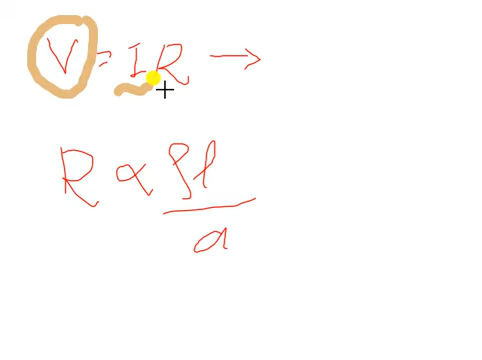 V = IR →
R ∝ ρl/a